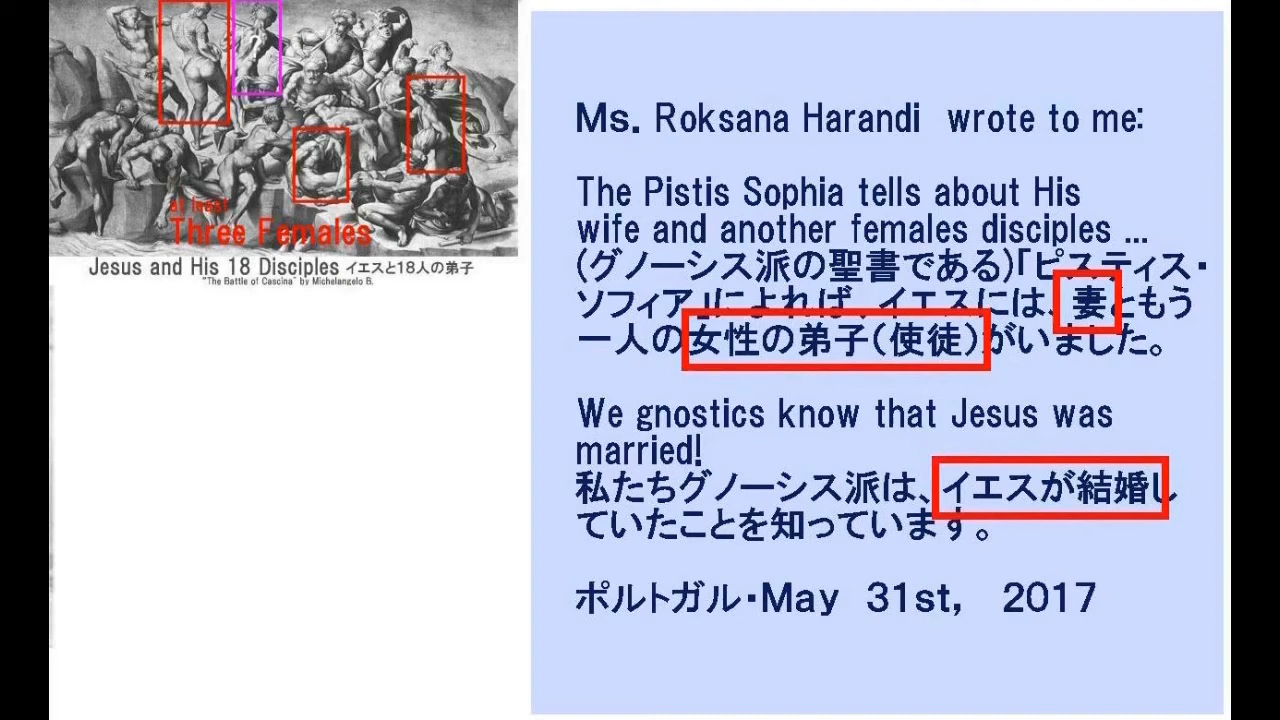 ?
at least
Three Females
Jesus and His 18 Disciples イエスと18人の弟子
"The Battle of Cascina" by Michelangelo B.
Ms. Roksana Harandi wrote to me:
The Pistis Sophia tells about His
wife and another females disciples ...
(グノーシス派の聖書である)「ピスティス・
ソフィア』によれば、イエスには、妻ともう
一人の女性の弟子(使徒)がいました。
We gnostics know that Jesus was
married!
私たちグノーシス派は、イエスが結婚し
ていたことを知っています。
ポルトガル・May 31st, 2017